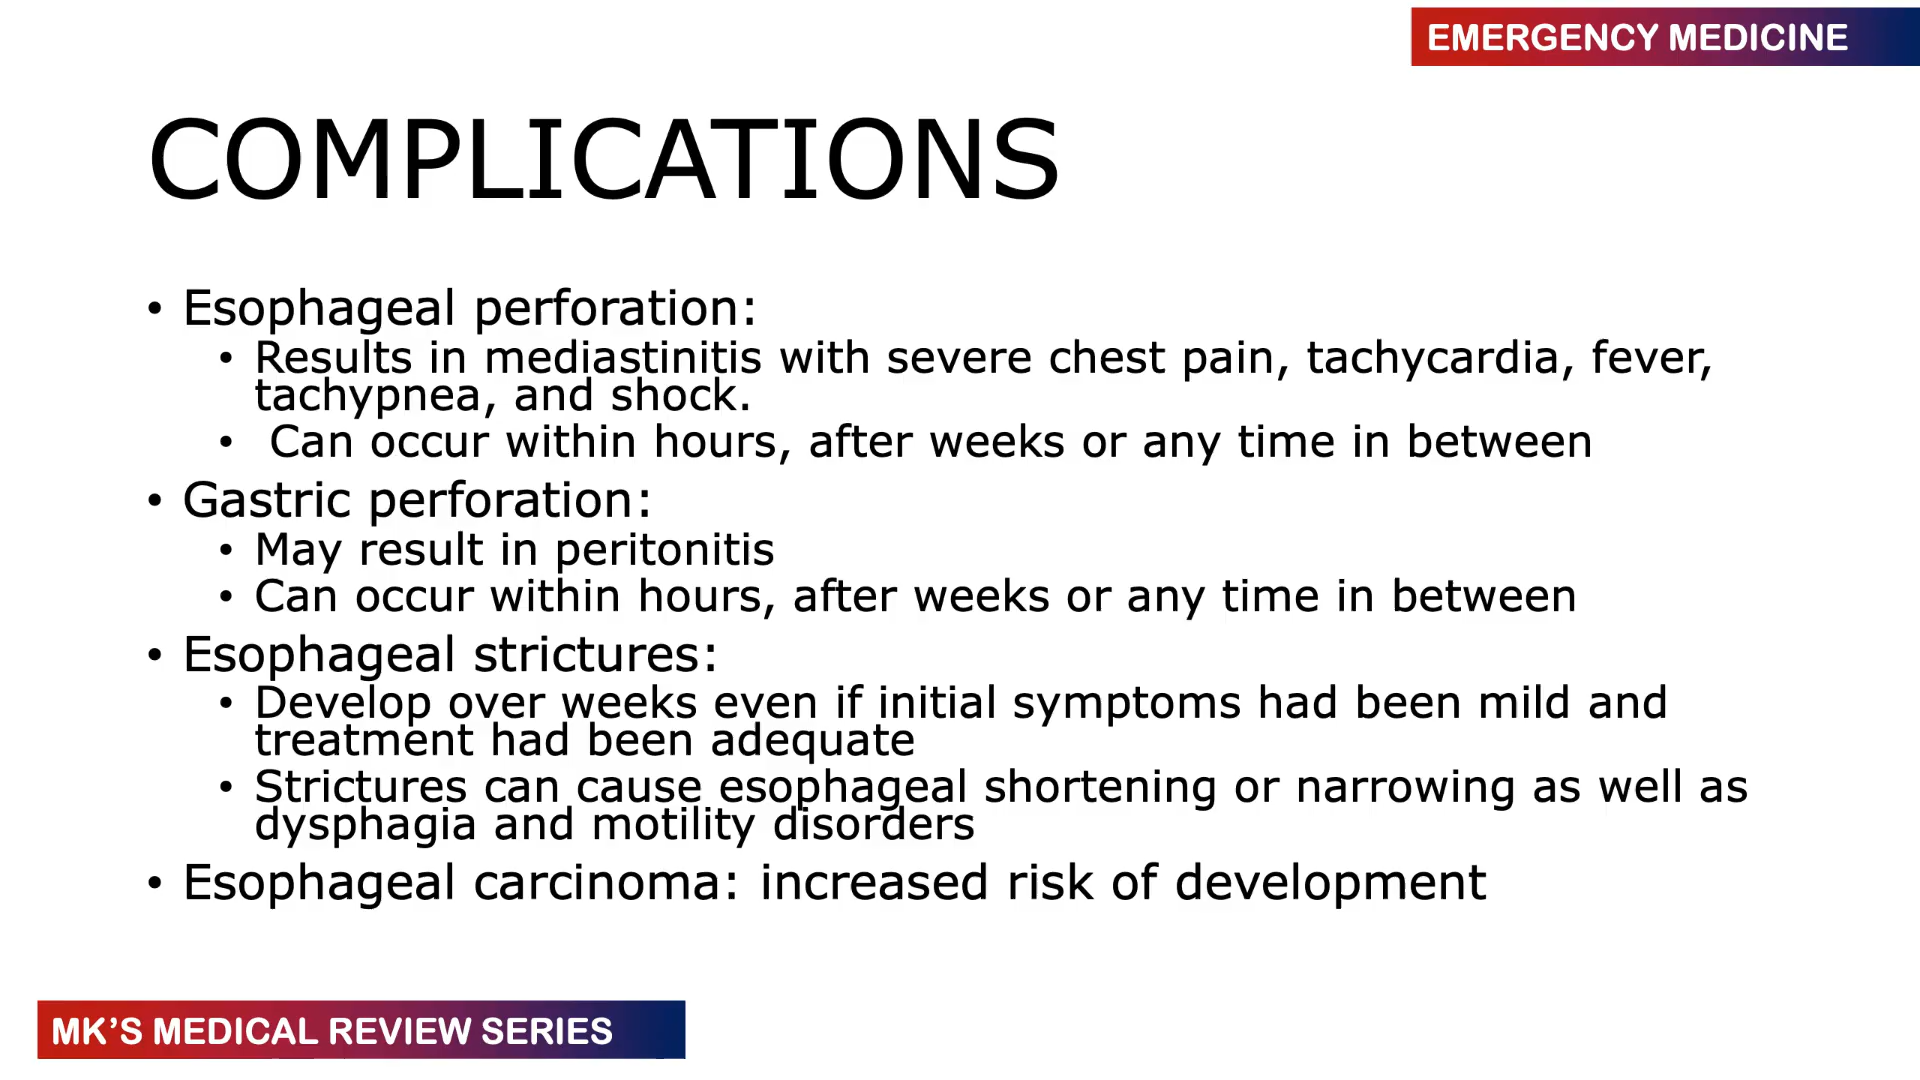 EMERGENCY MEDICINE
COMPLICATIONS
• Esophageal perforation:
• Results in mediastinitis with severe chest pain, tachycardia, fever,
tachypnea, and shock.
• Can occur within hours, after weeks or any time in between
• Gastric perforation:
• May result in peritonitis
• Can occur within hours, after weeks or any time in between
• Esophageal strictures:
• Develop over weeks even if initial symptoms had been mild and
treatment had been adequate
• Strictures can cause esophageal shortening or narrowing as well as
dysphagia and motility disorders
• Esophageal carcinoma: increased risk of development
MK’S MEDICAL REVIEW SERIES